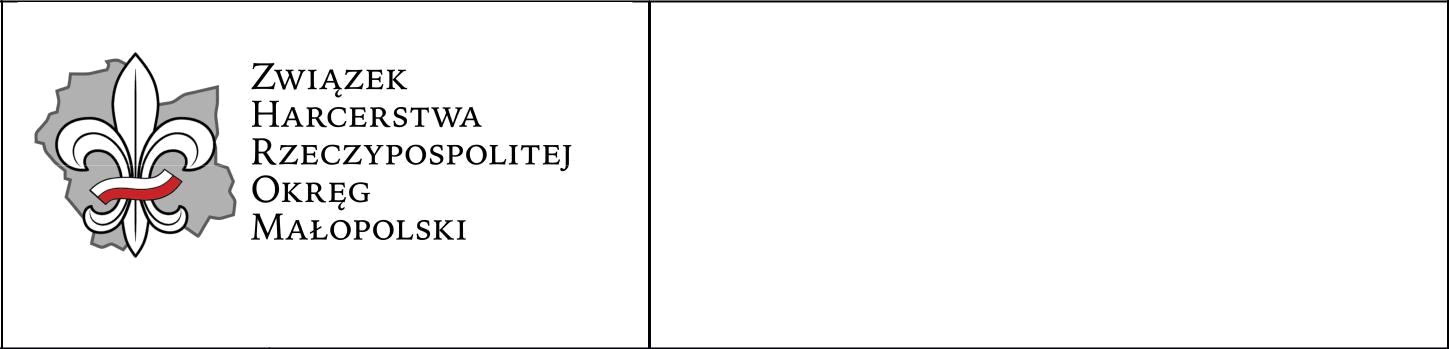 Związek
Harcerstwa
Rzeczypospolitej
Okręg
Małopolski